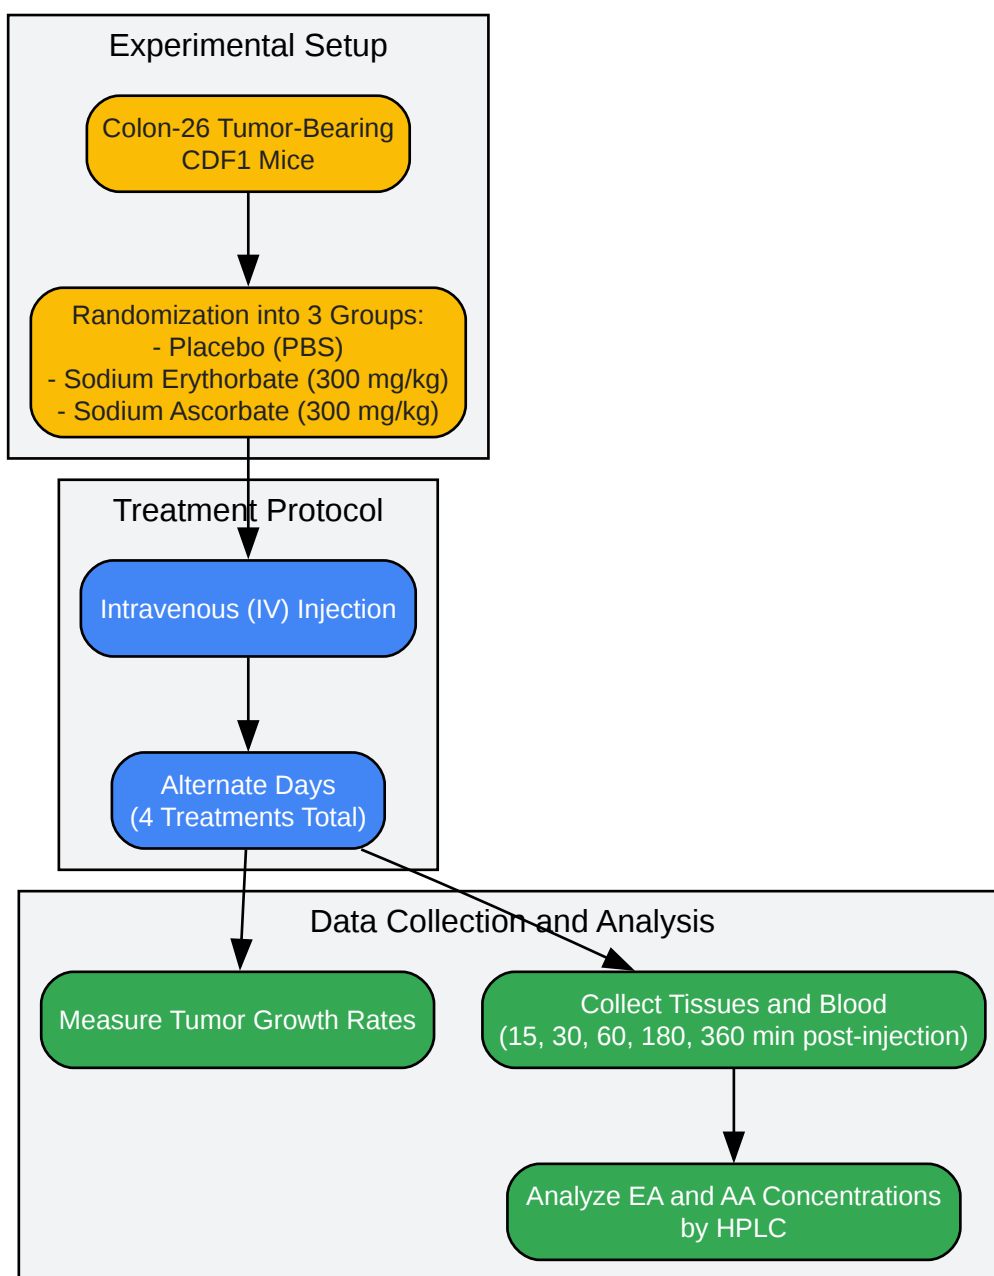 Experimental Setup
Colon-26 Tumor-Bearing
CDF1 Mice
Randomization into 3 Groups:
- Placebo (PBS)
- Sodium Erythorbate (300 mg/kg)
- Sodium Ascorbate (300 mg/kg)
Treatment Protocol
Intravenous (IV) Injection
Alternate Days
(4 Treatments Total)
Data Collection and Analysis
Measure Tumor Growth Rates
Collect Tissues and Blood
(15, 30, 60, 180, 360 min post-injection)
Analyze EA and AA Concentrations
by HPLC